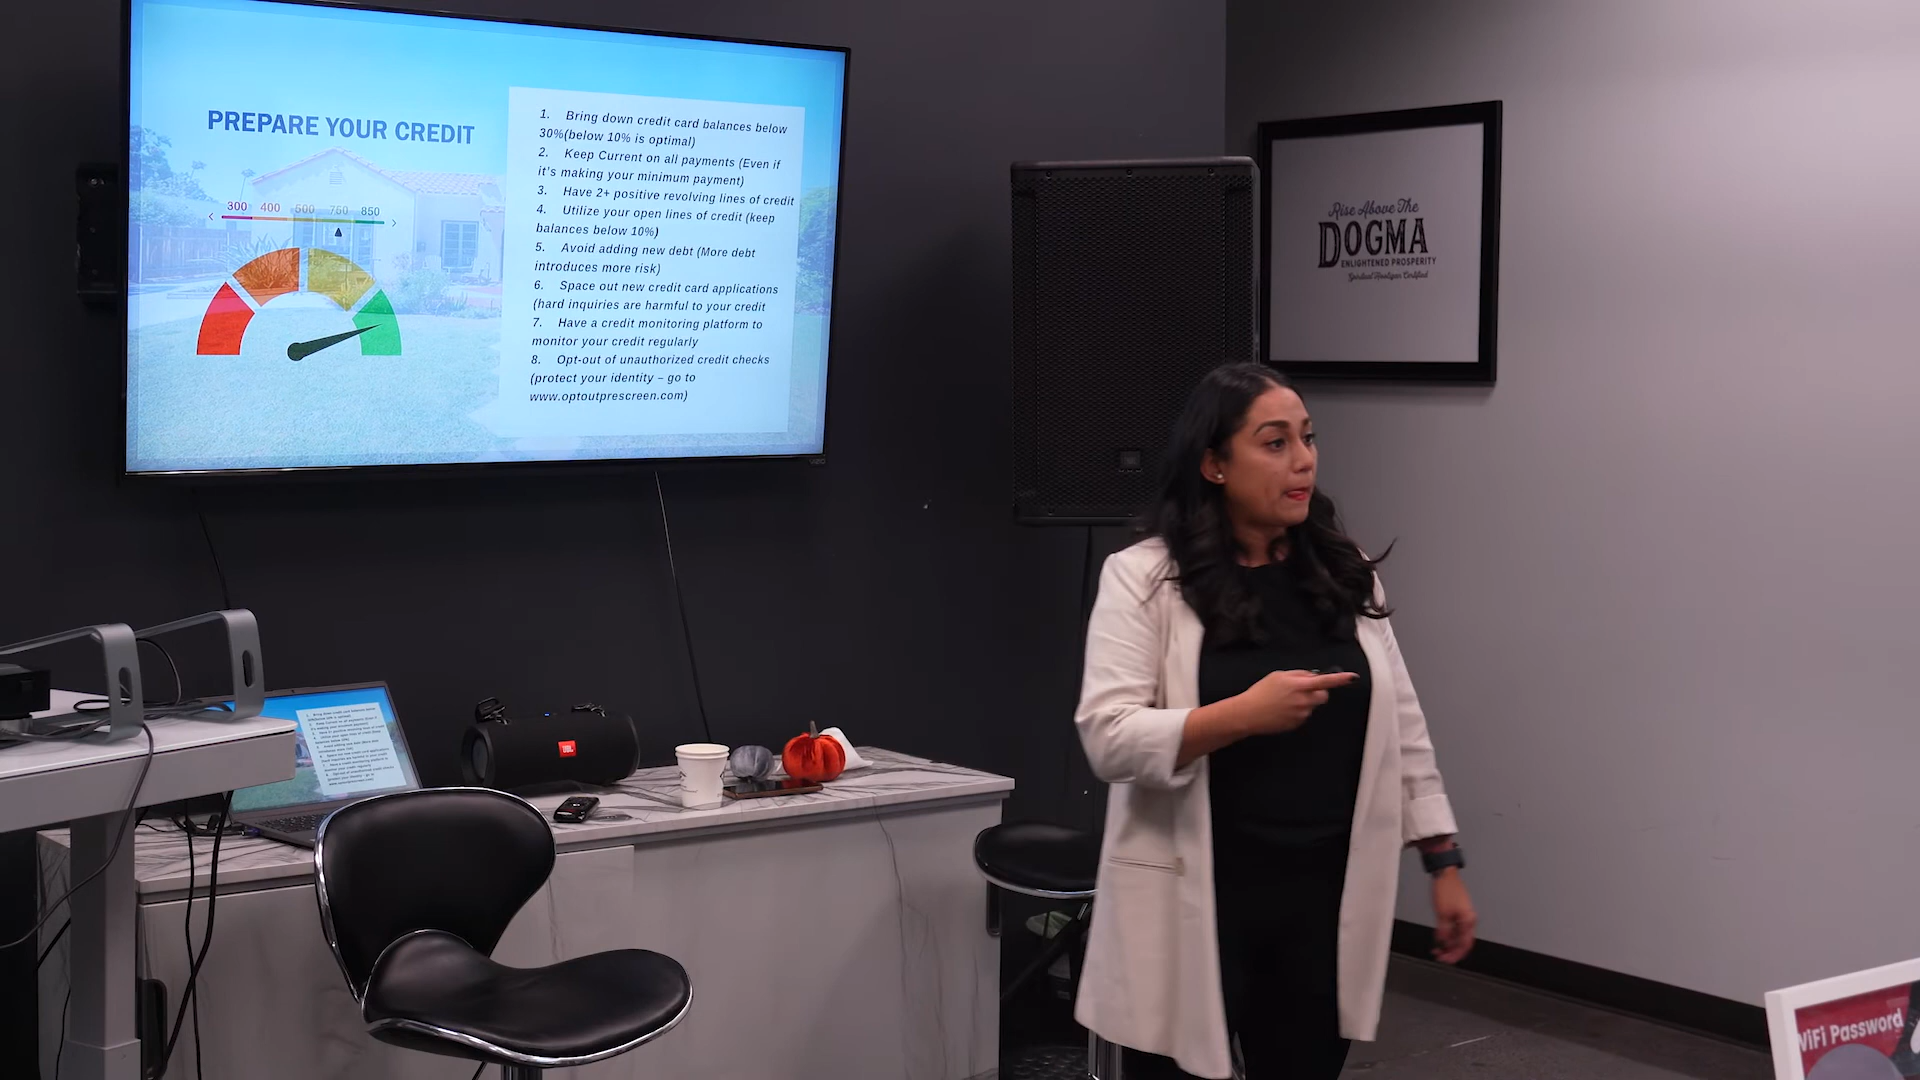 PREPARE YOUR CREDIT
300 400 500 750 850
1. Bring down credit card balances below
30%(below 10% is optimal)
2. Keep Current on all payments (Even if
it's making your minimum payment)
3. Have 2+ positive revolving lines of credit
4. Utilize your open lines of credit (keep
balances below 10%)
5. Avoid adding new debt (More debt
introduces more risk)
6. Space out new credit card applications
(hard inquiries are harmful to your credit
7. Have a credit monitoring platform to
monitor your credit regularly
8. Opt-out of unauthorized credit checks
(protect your identity – go to
www.optoutprescreen.com)
VIZIO
Rise Above The
DOGMA
ENLIGHTENED PROSPERITY
Spiritual Hooligan Certified
JBL
WiFi Password